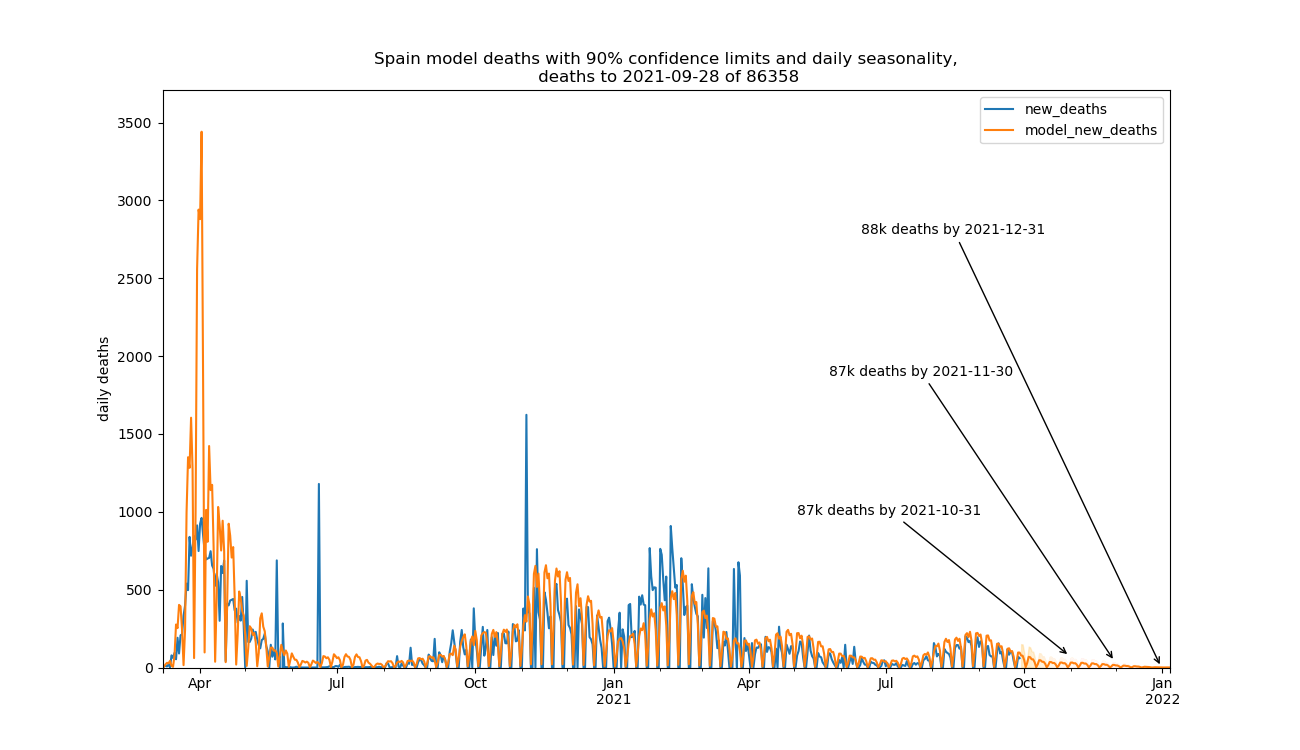 Spain model deaths with 90% confidence limits and daily seasonality,
deaths to 2021-09-28 of 86358
new_deaths
model_new_deaths
3500
3000
2500
2000
1500
1000
500
0
daily deaths
88k deaths by 2021-12-31
87k deaths by 2021-11-30
87k deaths by 2021-10-31
Apr Jul Oct Jan Apr Jul Oct Jan
2021 2022